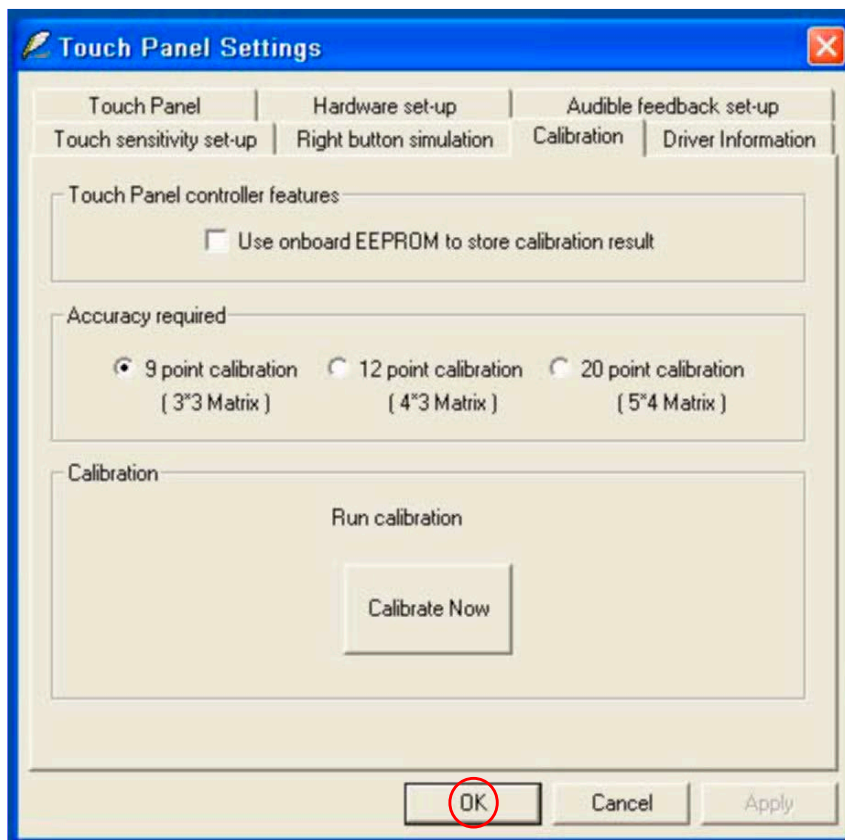 Touch Panel Settings
Touch Panel Hardware set-up Audible feedback set-up
Touch sensitivity set-up Right button simulation Calibration Driver Information
Touch Panel controller features
Use onboard EEPROM to store calibration result
Accuracy required
9 point calibration 12 point calibration 20 point calibration
( 3*3 Matrix ) ( 4*3 Matrix ) ( 5*4 Matrix )
Calibration
Run calibration
Calibrate Now
OK Cancel Apply